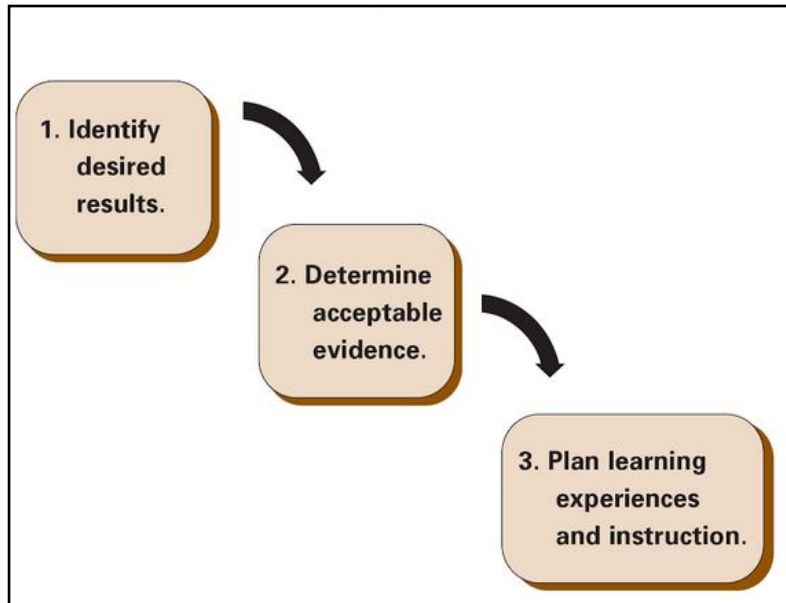 1. Identify
desired
results.
2. Determine
acceptable
evidence.
3. Plan learning
experiences
and instruction.